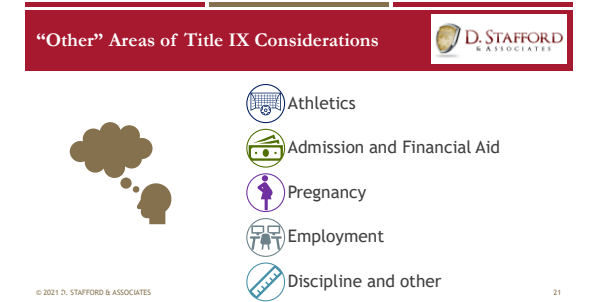 “Other” Areas of Title IX Considerations
D. STAFFORD
& ASSOCIATES
Athletics
Admission and Financial Aid
Pregnancy
Employment
Discipline and other
© 2021 D. STAFFORD & ASSOCIATES
21